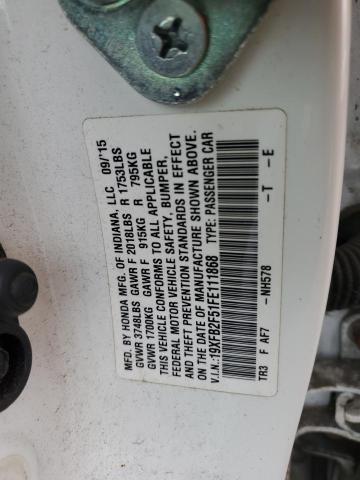 MFD. BY HONDA MFG. OF INDIANA, LLC 09/'15
GVWR 3748LBS GAWR F 2018LBS R 1753LBS
GVWR 1700KG GAWR F 915KG R 795KG
THIS VEHICLE CONFORMS TO ALL APPLICABLE
FEDERAL MOTOR VEHICLE SAFETY, BUMPER,
AND THEFT PREVENTION STANDARDS IN EFFECT
ON THE DATE OF MANUFACTURE SHOWN ABOVE.
V.I.N.:19XFB2F51FE111868 TYPE: PASSENGER CAR
TR3 F AF7 -NH578 -T -E